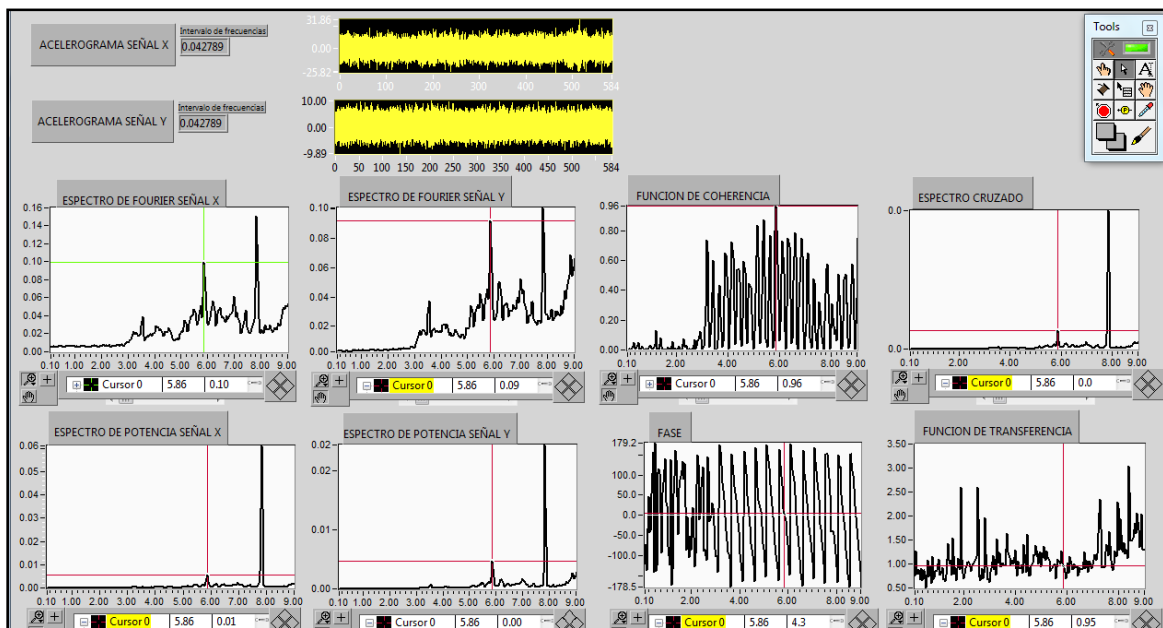 ACELEROGRAMA SEÑAL X
Intervalo de frecuencias
0.042789
31.86
0.00
-25.82
0 100 200 300 400 500 584
Tools
ACELEROGRAMA SEÑAL Y
Intervalo de frecuencias
0.042789
10.00
0.00
-9.89
0 50 100 150 200 250 300 350 400 450 500 584
ESPECTRO DE FOURIER SEÑAL X
0.16
0.14
0.12
0.10
0.08
0.06
0.04
0.02
0.00
0.10 1.00 2.00 3.00 4.00 5.00 6.00 7.00 9.00
Cursor 0 5.86 0.10
ESPECTRO DE FOURIER SEÑAL Y
0.10
0.08
0.06
0.04
0.02
0.00
0.10 1.00 2.00 3.00 4.00 5.00 6.00 7.00 9.00
Cursor 0 5.86 0.09
FUNCION DE COHERENCIA
0.96
0.80
0.60
0.40
0.20
0.00
0.10 2.00 4.00 6.00 9.00
Cursor 0 5.86 0.96
ESPECTRO CRUZADO
0.0
0.0
0.10 2.00 4.00 6.00 9.00
Cursor 0 5.86 0.0
ESPECTRO DE POTENCIA SEÑAL X
0.06
0.05
0.04
0.03
0.01
0.00
0.10 1.00 2.00 3.00 4.00 5.00 6.00 7.00 9.00
Cursor 0 5.86 0.01
ESPECTRO DE POTENCIA SEÑAL Y
0.02
0.02
0.01
0.00
0.10 1.00 2.00 3.00 4.00 5.00 6.00 7.00 9.00
Cursor 0 5.86 0.00
FASE
179.2
100.0
50.0
0.0
-50.0
-100.0
-178.5
0.10 2.00 4.00 6.00 9.00
Cursor 0 5.86 4.3
FUNCION DE TRANSFERENCIA
3.50
3.00
2.50
2.00
1.50
1.00
0.50
0.10 2.00 4.00 6.00 9.00
Cursor 0 5.86 0.95